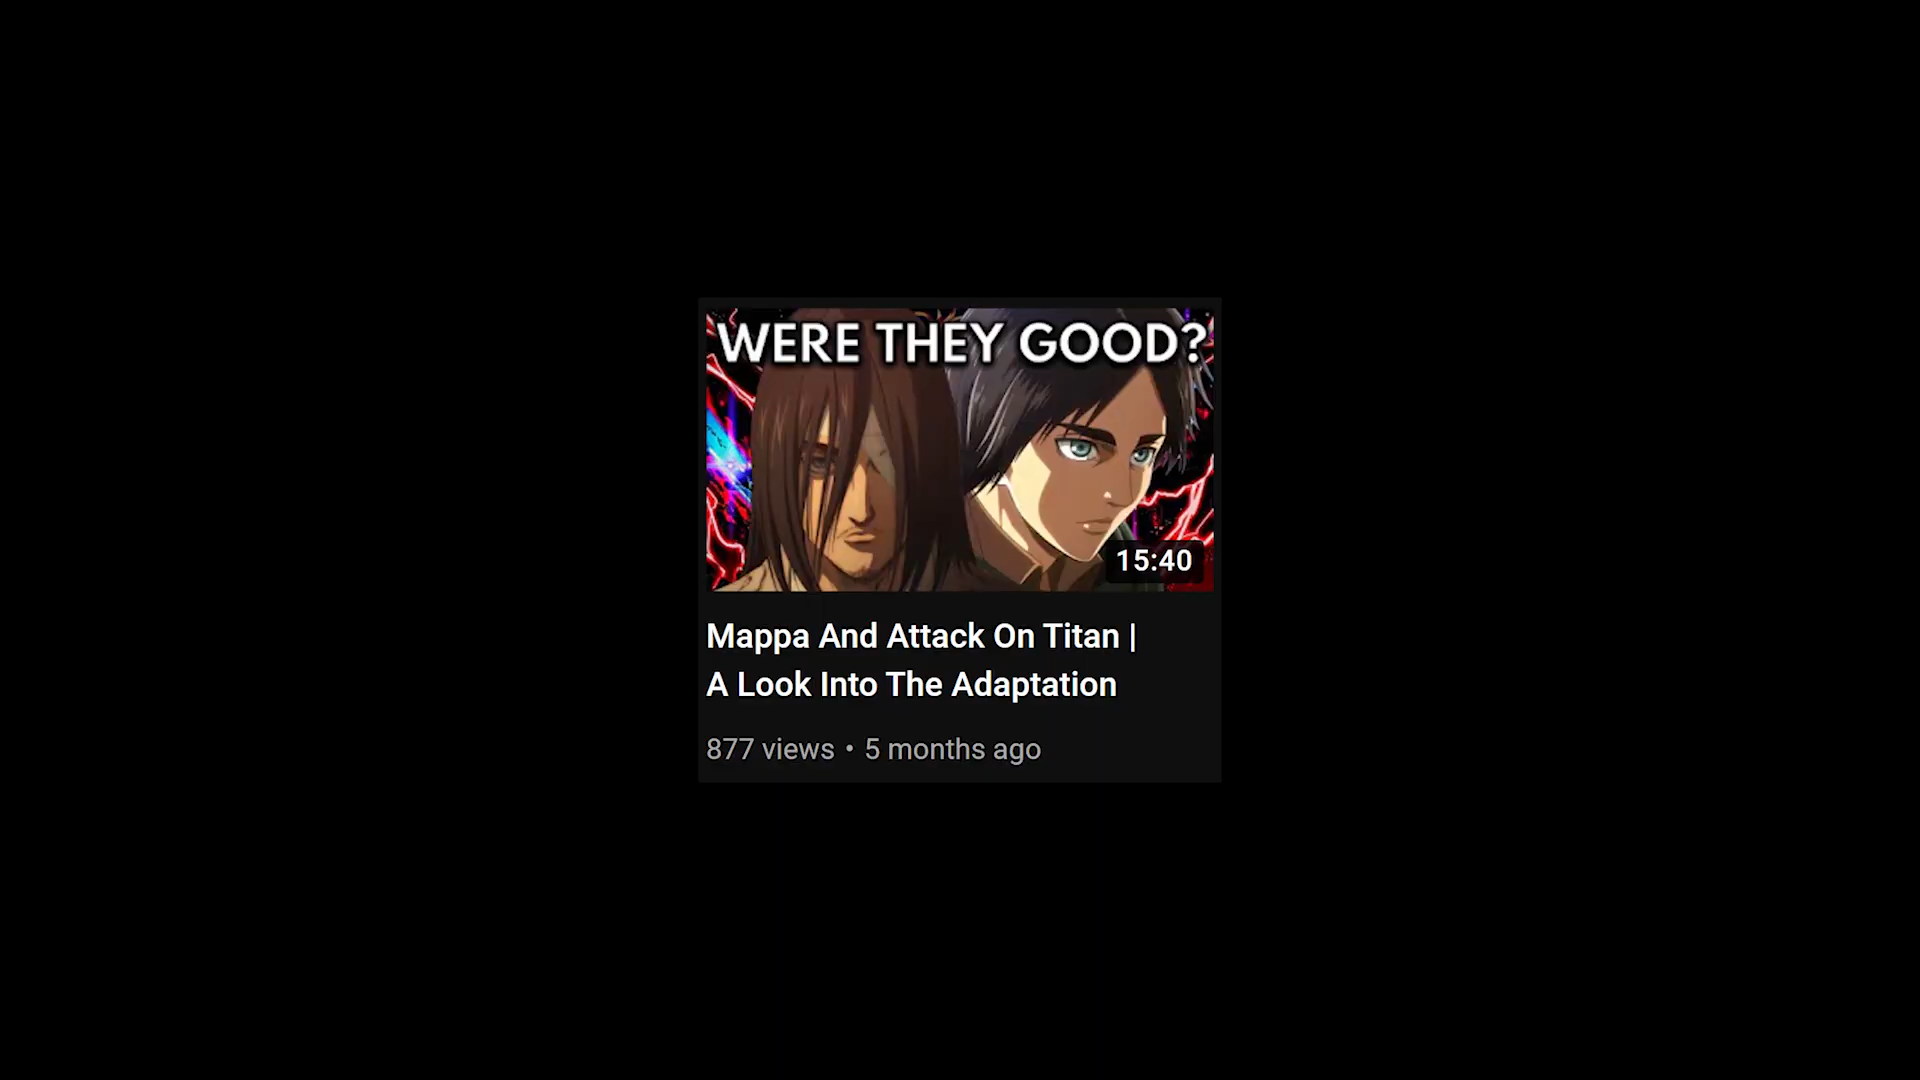 WERE THEY GOOD?
15:40
Mappa And Attack On Titan |
A Look Into The Adaptation
877 views • 5 months ago